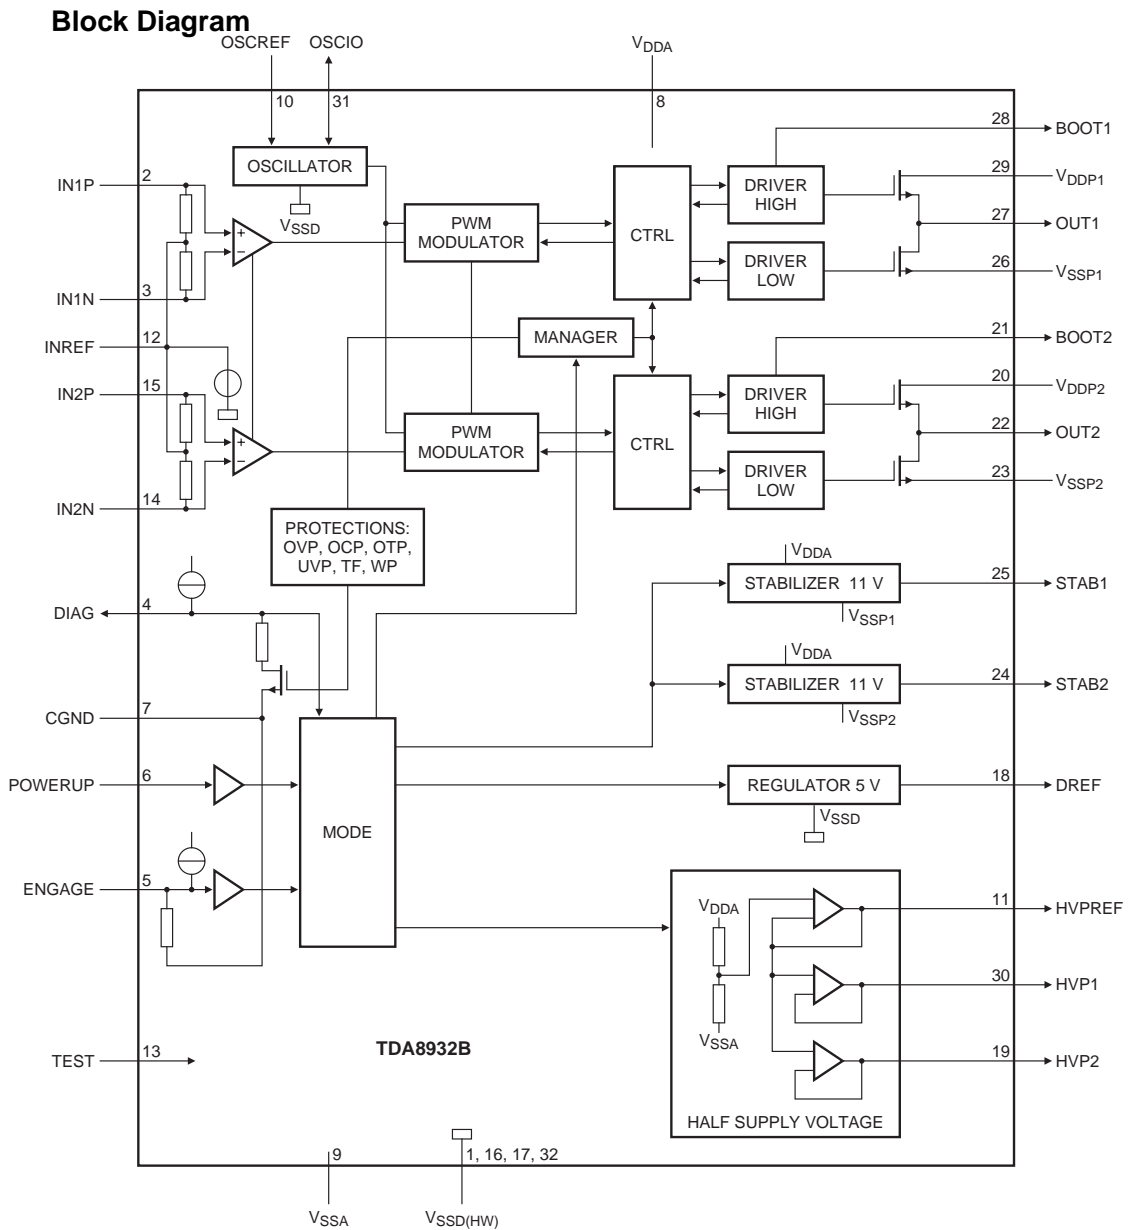 Block Diagram
OSCREF OSCIO VDDA
10 31 8
28 BOOT1
OSCILLATOR
IN1P 2
DRIVER HIGH
29 VDDP1
VSSD
PWM MODULATOR
CTRL
27 OUT1
+
−
DRIVER LOW
26 VSSP1
IN1N 3
MANAGER
21 BOOT2
INREF 12
IN2P 15
DRIVER HIGH
20 VDDP2
PWM MODULATOR
CTRL
22 OUT2
+
−
DRIVER LOW
23 VSSP2
IN2N 14
PROTECTIONS:
OVP, OCP, OTP,
UVP, TF, WP
VDDA
STABILIZER 11 V
25 STAB1
VSSP1
DIAG 4
VDDA
STABILIZER 11 V
24 STAB2
VSSP2
CGND 7
POWERUP 6
REGULATOR 5 V
18 DREF
VSSD
MODE
ENGAGE 5
VDDA
11 HVPREF
30 HVP1
VSSA
TEST 13
TDA8932B
19 HVP2
HALF SUPPLY VOLTAGE
9 1, 16, 17, 32
VSSA VSSD(HW)